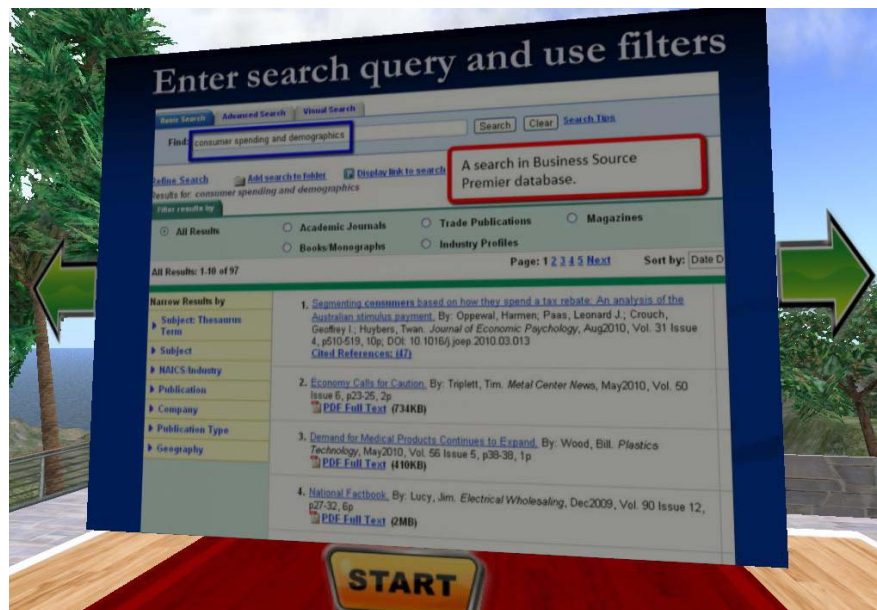 Enter search query and use filters
Basic Search Advanced Search Visual Search
Find: consumer spending and demographics Search Clear Search Tips
A search in Business Source
Premier database.
Refine Search Add search to folder Display link to search
Results for: consumer spending and demographics
Filter results by
All Results Academic Journals Trade Publications Magazines
Books/Monographs Industry Profiles
All Results: 1-10 of 97 Page: 1 2 3 4 5 Next Sort by: Date D
Narrow Results by
Subject: Thesaurus
Term
Subject
NAICS/Industry
Publication
Company
Publication Type
Geography
1. Segmenting consumers based on how they spend a tax rebate: An analysis of the
Australian stimulus payment. By: Oppewal, Harmen; Paas, Leonard J.; Crouch,
Geoffrey I.; Huybers, Twan. Journal of Economic Psychology, Aug2010, Vol. 31 Issue
4, p510-519, 10p; DOI: 10.1016/j.joep.2010.03.013
Cited References: (47)
2. Economy Calls for Caution. By: Triplett, Tim. Metal Center News, May2010, Vol. 50
Issue 6, p23-25, 2p
PDF Full Text (734KB)
3. Demand for Medical Products Continues to Expand. By: Wood, Bill. Plastics
Technology, May2010, Vol. 56 Issue 5, p38-38, 1p
PDF Full Text (410KB)
4. National Factbook. By: Lucy, Jim. Electrical Wholesaling, Dec2009, Vol. 90 Issue 12,
p27-32, 6p
PDF Full Text (2MB)
START